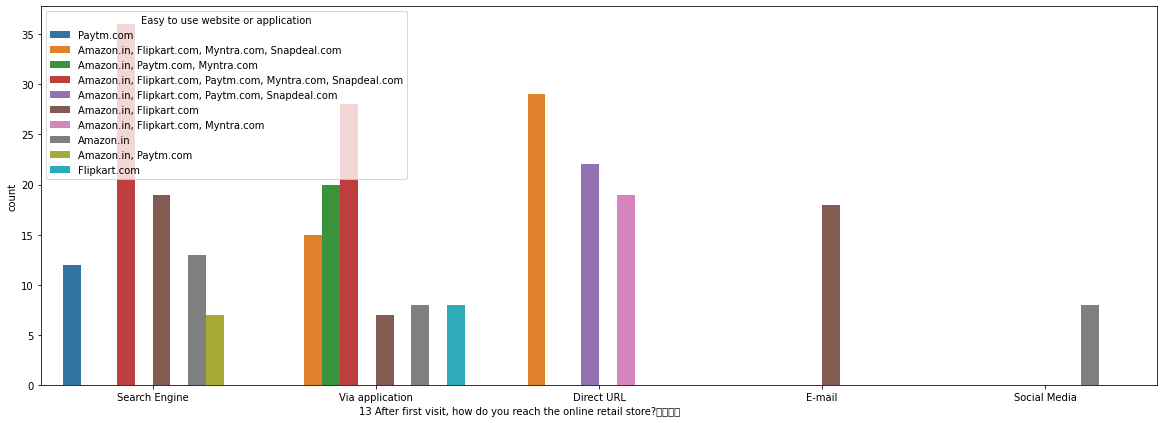 Easy to use website or application
Paytm.com
Amazon.in, Flipkart.com, Myntra.com, Snapdeal.com
Amazon.in, Paytm.com, Myntra.com
Amazon.in, Flipkart.com, Paytm.com, Myntra.com, Snapdeal.com
Amazon.in, Flipkart.com, Paytm.com, Snapdeal.com
Amazon.in, Flipkart.com
Amazon.in, Flipkart.com, Myntra.com
Amazon.in
Amazon.in, Paytm.com
Flipkart.com
35
30
25
20
15
10
5
0
count
Search Engine
Via application
Direct URL
E-mail
Social Media
13 After first visit, how do you reach the online retail store?